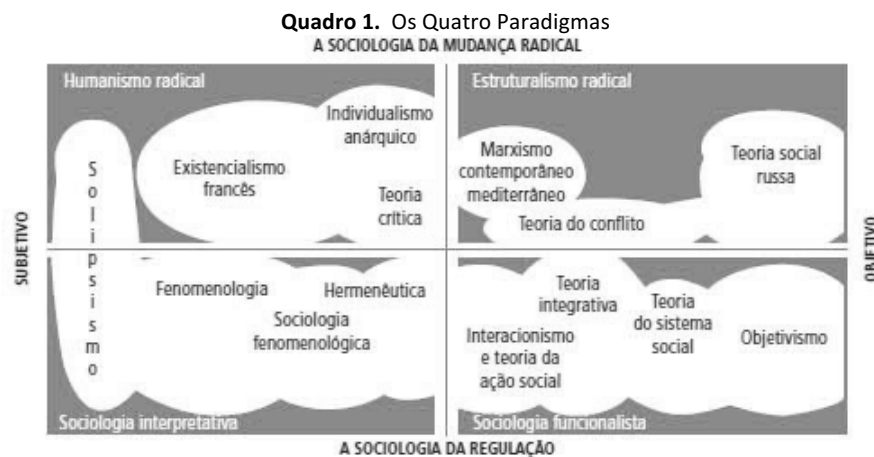 Quadro 1. Os Quatro Paradigmas
A SOCIOLOGIA DA MUDANÇA RADICAL
Humanismo radical
Estruturalismo radical
SUBJETIVO
OBJETIVO
Solipsismo
Existencialismo
francês
Individualismo
anárquico
Teoria
crítica
Marxismo
contemporâneo
mediterrâneo
Teoria do conflito
Teoria social
russa
Fenomenologia
Hermenêutica
Sociologia
fenomenológica
Teoria
integrativa
Interacionismo
e teoria da
ação social
Teoria
do sistema
social
Objetivismo
Sociologia interpretativa
Sociologia funcionalista
A SOCIOLOGIA DA REGULAÇÃO